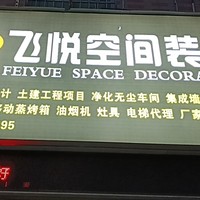 飞悦空间装
FEIYUE SPACE DECORA
计 土建工程项目 净化无尘车间 集成墙
移动蒸烤箱 油烟机 灶具 电梯代理 厂家
95